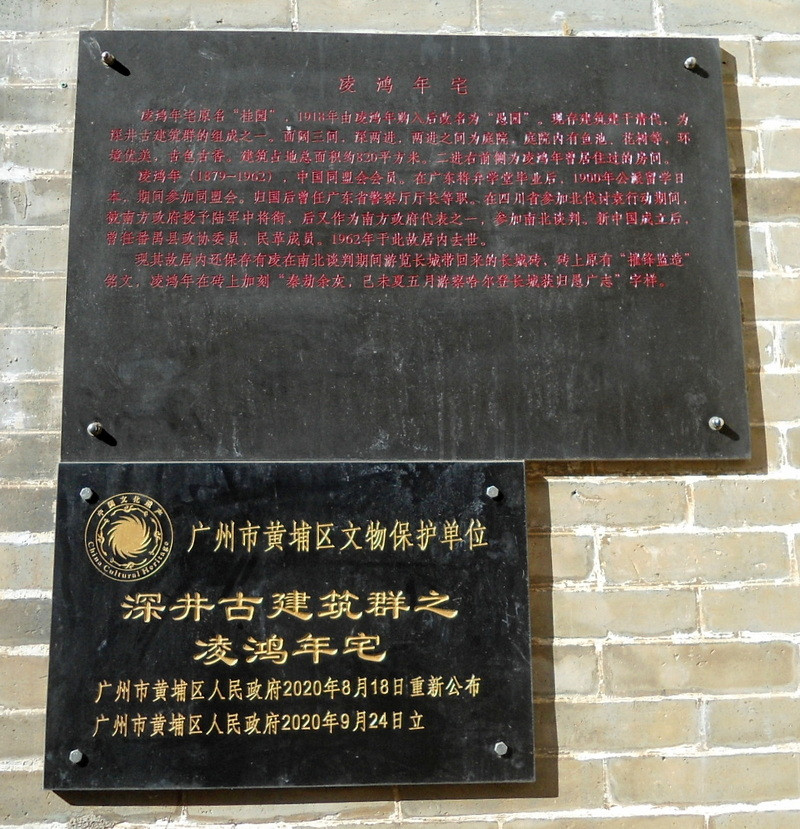 凌鸿年宅
凌鸿年宅原名“桂园”，1918年由凌鸿年购入后改名为“恳园”。现存建筑建于清代，为
深井古建筑群的组成之一。面阔三间，深两进，两进之间为庭院，庭院内有鱼池、花树等，环
境优美，古色古香。建筑占地总面积约320平方米。二进右前侧为凌鸿年曾居住过的房间。
凌鸿年（1879—1962），中国同盟会会员。在广东将弁学堂毕业后，1900年公派留学日
本，期间参加同盟会。归国后曾任广东省警察厅厅长等职。在四川省参加北伐讨袁行动期间，
被南方政府授予陆军中将衔，后又作为南方政府代表之一，参加南北谈判。新中国成立后，
曾任番禺县政协委员、民革成员。1962年于此故居内去世。
现其故居内还保存有凌在南北谈判期间游览长城带回来的长城砖，砖上原有“摧锋监造”
铭文，凌鸿年在砖上加刻“秦劫余灰，己未夏五月游察哈尔登长城获归恳广志”字样。
中国文化遗产
China Cultural Heritage
广州市黄埔区文物保护单位
深井古建筑群之
凌鸿年宅
广州市黄埔区人民政府2020年8月18日重新公布
广州市黄埔区人民政府2020年9月24日立